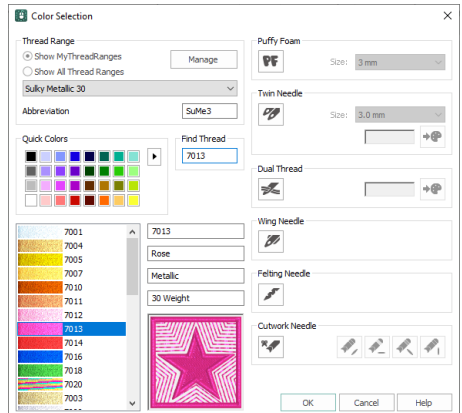 Color Selection
Thread Range
Show MyThreadRanges
Manage
Show All Thread Ranges
Sulky Metallic 30
Abbreviation
SuMe3
Quick Colors
Find Thread
7013
7001
7004
7005
7007
7010
7011
7012
7013
7014
7016
7018
7020
7003
7013
Rose
Metallic
30 Weight
Puffy Foam
PF
Size:
3 mm
Twin Needle
Size:
3.0 mm
Dual Thread
Wing Needle
Felting Needle
Cutwork Needle
OK
Cancel
Help